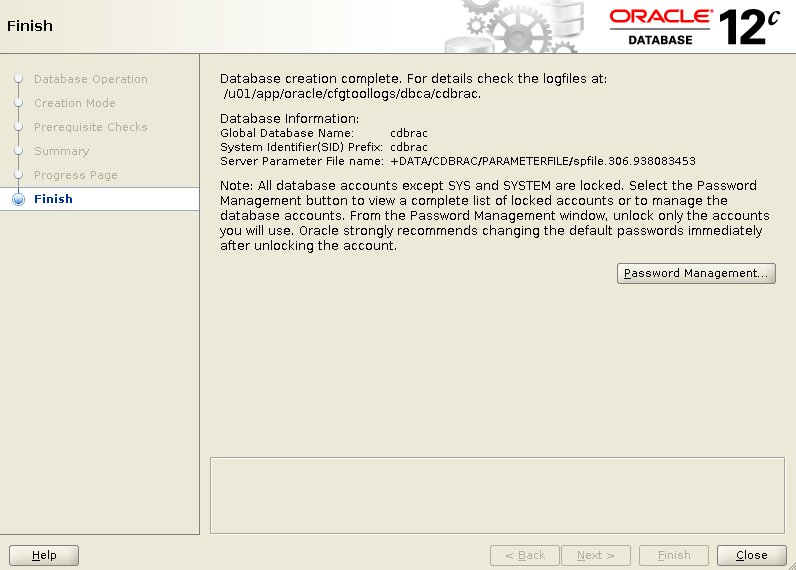 Finish
ORACLE®
DATABASE
12c
Database Operation
Creation Mode
Prerequisite Checks
Summary
Progress Page
Finish
Database creation complete. For details check the logfiles at:
/u01/app/oracle/cfgtoollogs/dbca/cdbrac.
Database Information:
Global Database Name: cdbrac
System Identifier(SID) Prefix: cdbrac
Server Parameter File name: +DATA/CDBRAC/PARAMETERFILE/spfile.306.938083453
Note: All database accounts except SYS and SYSTEM are locked. Select the Password
Management button to view a complete list of locked accounts or to manage the
database accounts. From the Password Management window, unlock only the accounts
you will use. Oracle strongly recommends changing the default passwords immediately
after unlocking the account.
Password Management...
Help
< Back
Next >
Finish
Close